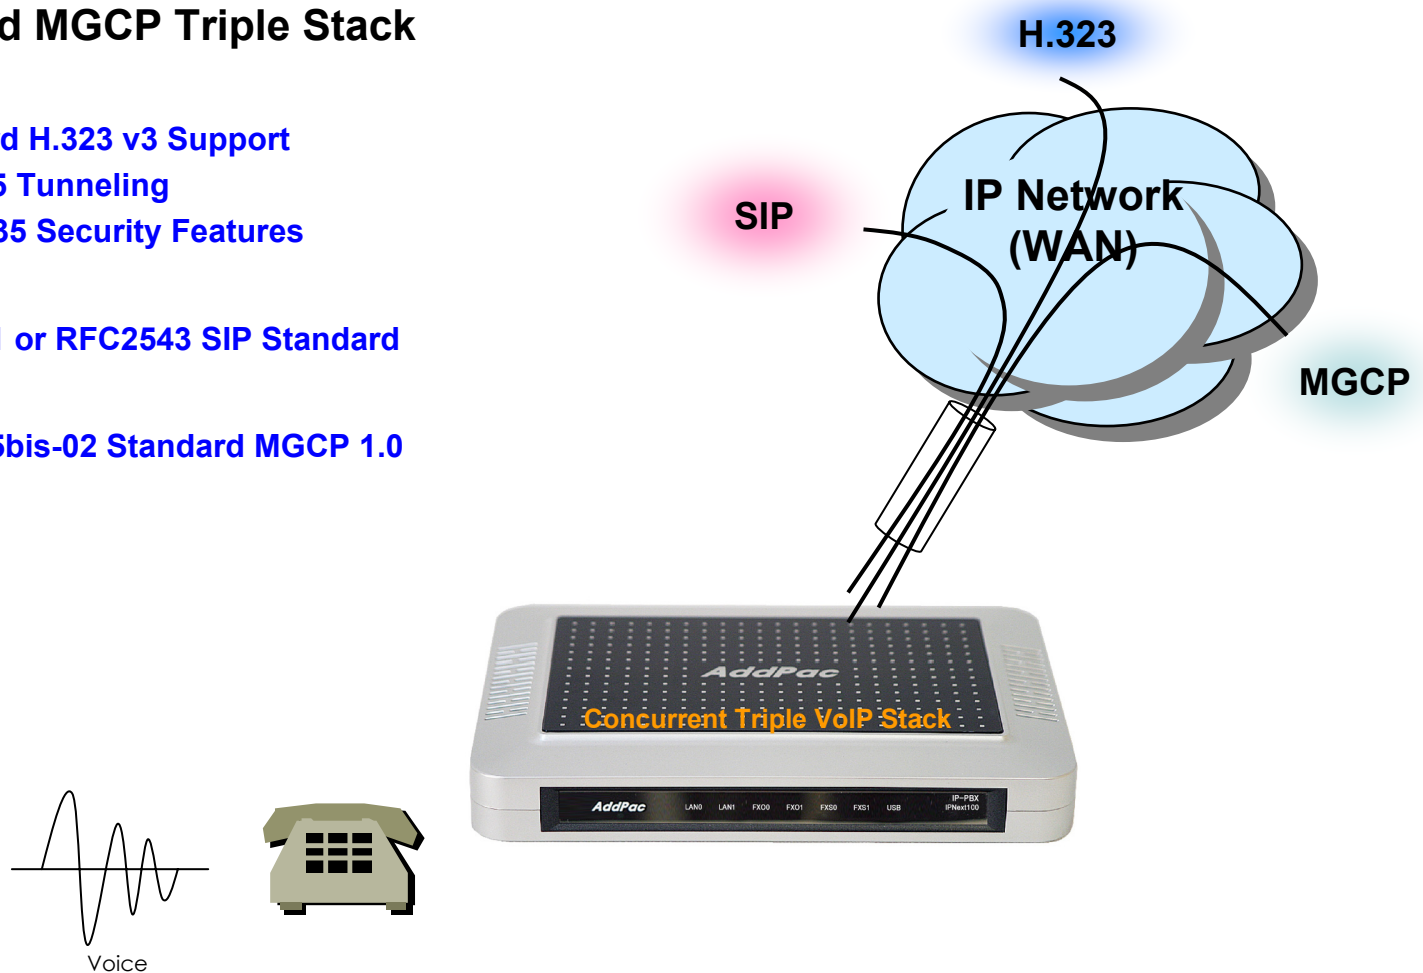 d MGCP Triple Stack
H.323
d H.323 v3 Support
5 Tunneling
35 Security Features
SIP
IP Network
(WAN)
or RFC2543 SIP Standard
MGCP
5bis-02 Standard MGCP 1.0
AddPac
Concurrent Triple VoIP Stack
AddPac LAN0 LAN1 FXO0 FXO1 FXS0 FXS1 USB
IP-PBX
IPNext100
Voice